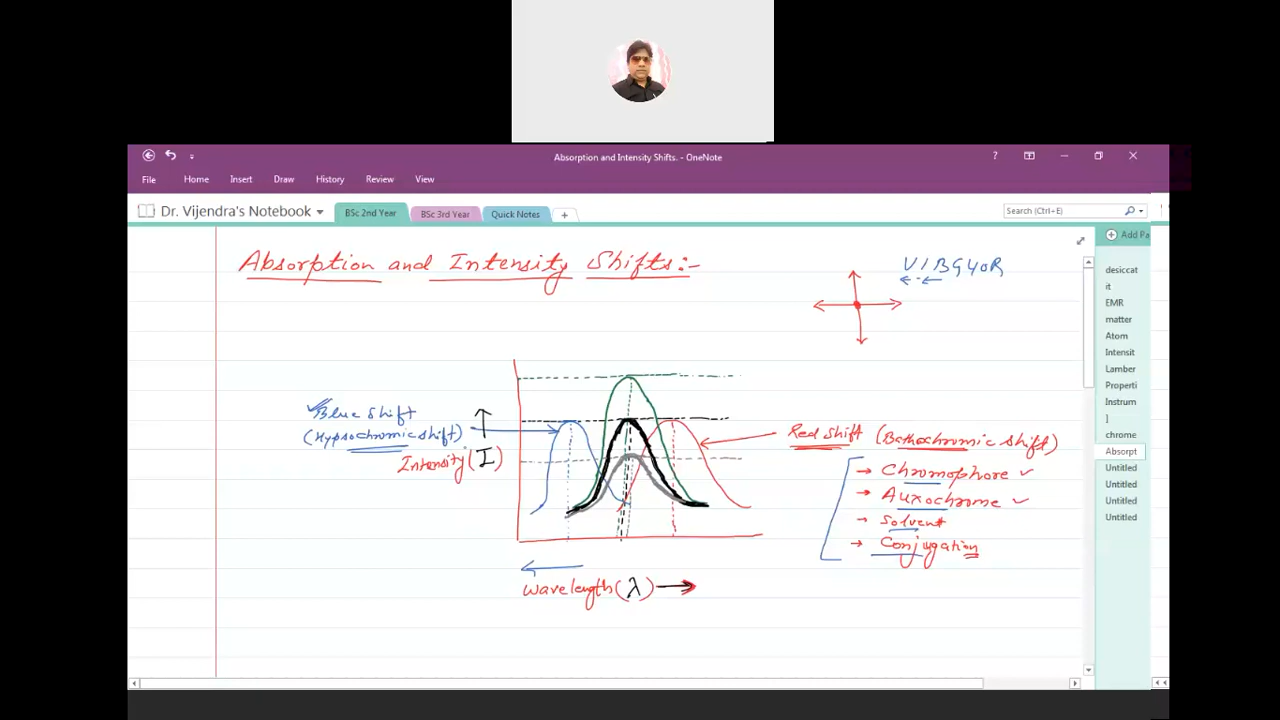 Absorption and Intensity Shifts. - OneNote
?
File Home Insert Draw History Review View
Dr. Vijendra's Notebook BSc 2nd Year BSc 3rd Year Quick Notes + Search (Ctrl+E)
Add Pa
Absorption and Intensity Shifts:-
VIBGYOR
Blue Shift
(Hypsochromic shift)
Intensity (I)
Red Shift (Bathochromic Shift)
→ Chromophore ✓
→ Auxochrome ✓
→ Solvent
→ Conjugation
Wavelength (λ) →
desiccat
it
EMR
matter
Atom
Intensit
Lamber
Properti
Instrum
]
chrome
Absorpt
Untitled
Untitled
Untitled
Untitled